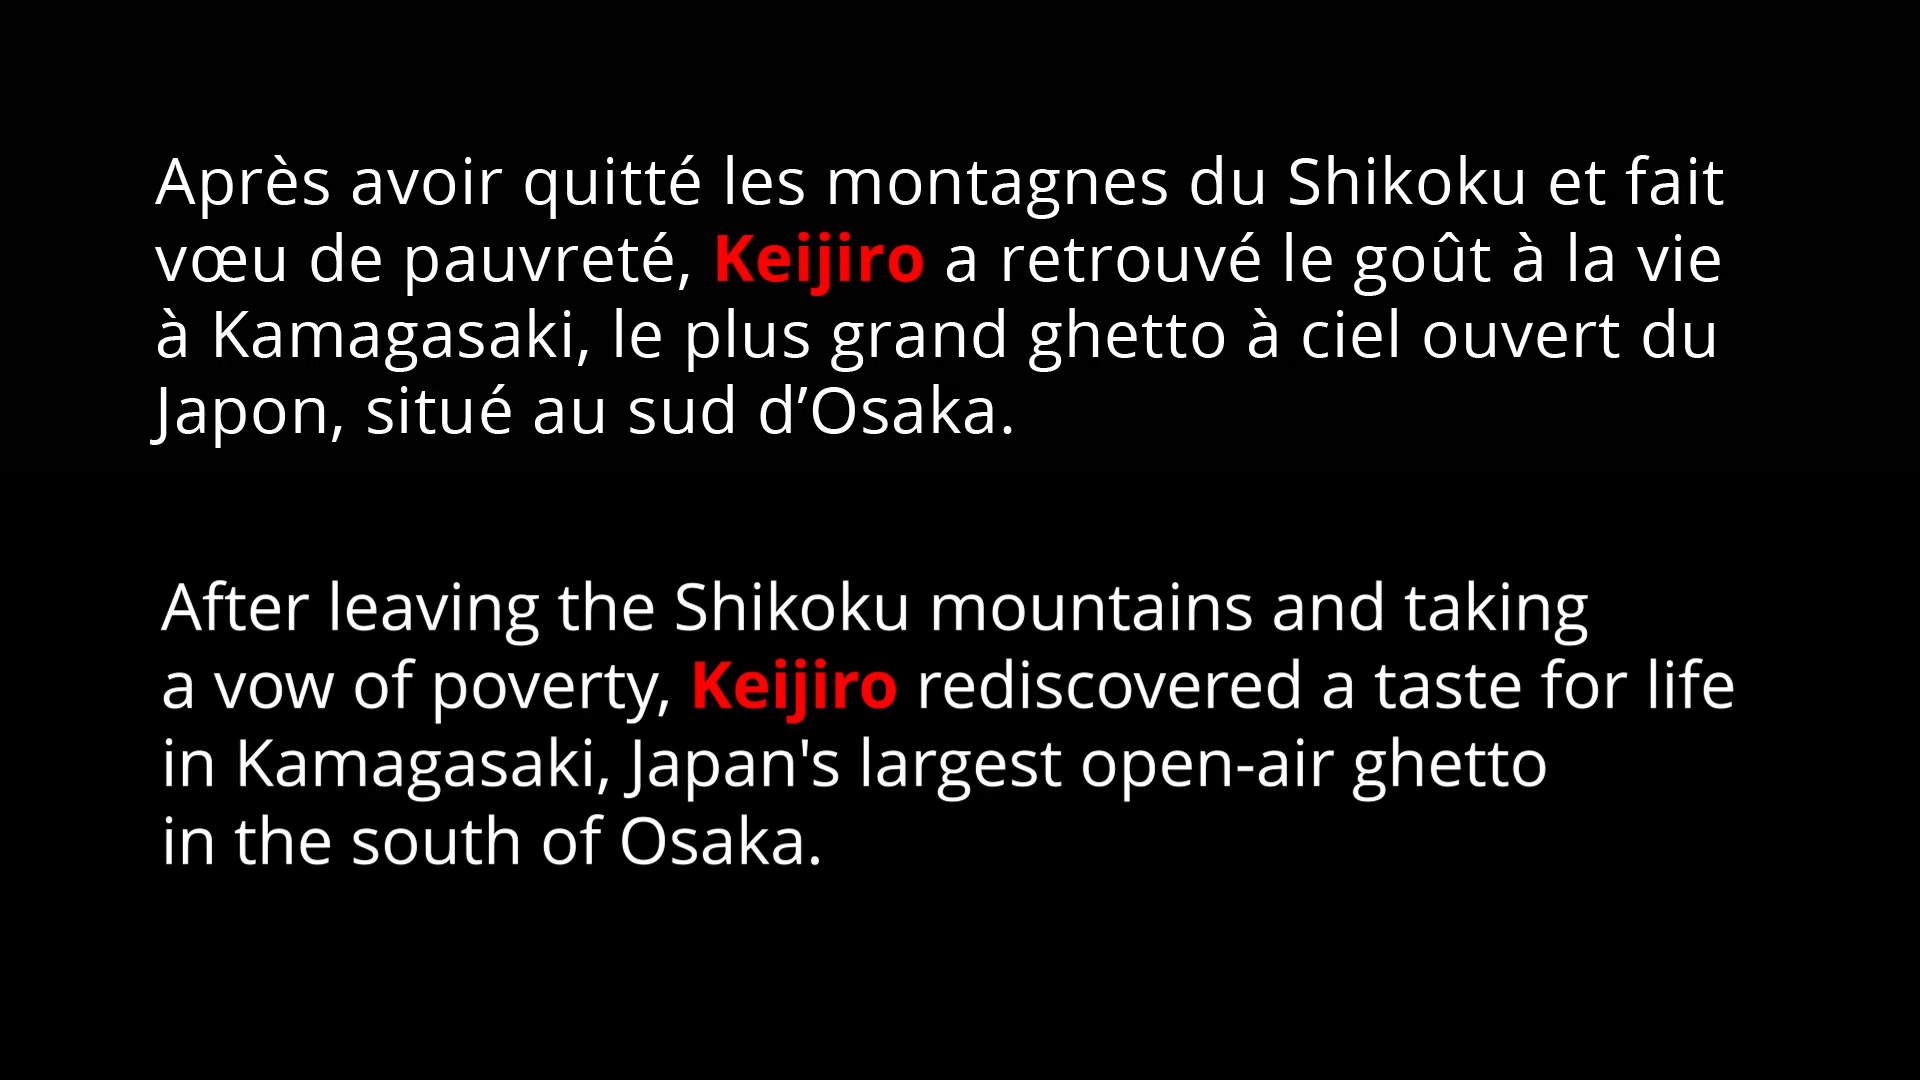 Après avoir quitté les montagnes du Shikoku et fait
vœu de pauvreté, Keijiro a retrouvé le goût à la vie
à Kamagasaki, le plus grand ghetto à ciel ouvert du
Japon, situé au sud d’Osaka.
After leaving the Shikoku mountains and taking
a vow of poverty, Keijiro rediscovered a taste for life
in Kamagasaki, Japan's largest open-air ghetto
in the south of Osaka.